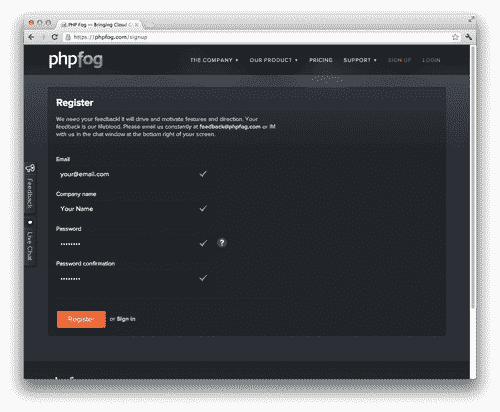 PHP Fog — Bringing Cloud C
https://phpfog.com/signup
phpfog
THE COMPANY OUR PRODUCT PRICING SUPPORT SIGN UP LOGIN
Register
We need your feedback! It will drive and motivate features and direction. Your
feedback is our lifeblood. Please email us constantly at feedback@phpfog.com or IM
with us in the chat window at the bottom right of your screen.
Email
your@email.com
Company name
Your Name
Password
••••••••
?
Password confirmation
••••••••
Register or Sign in
Feedback
Live Chat